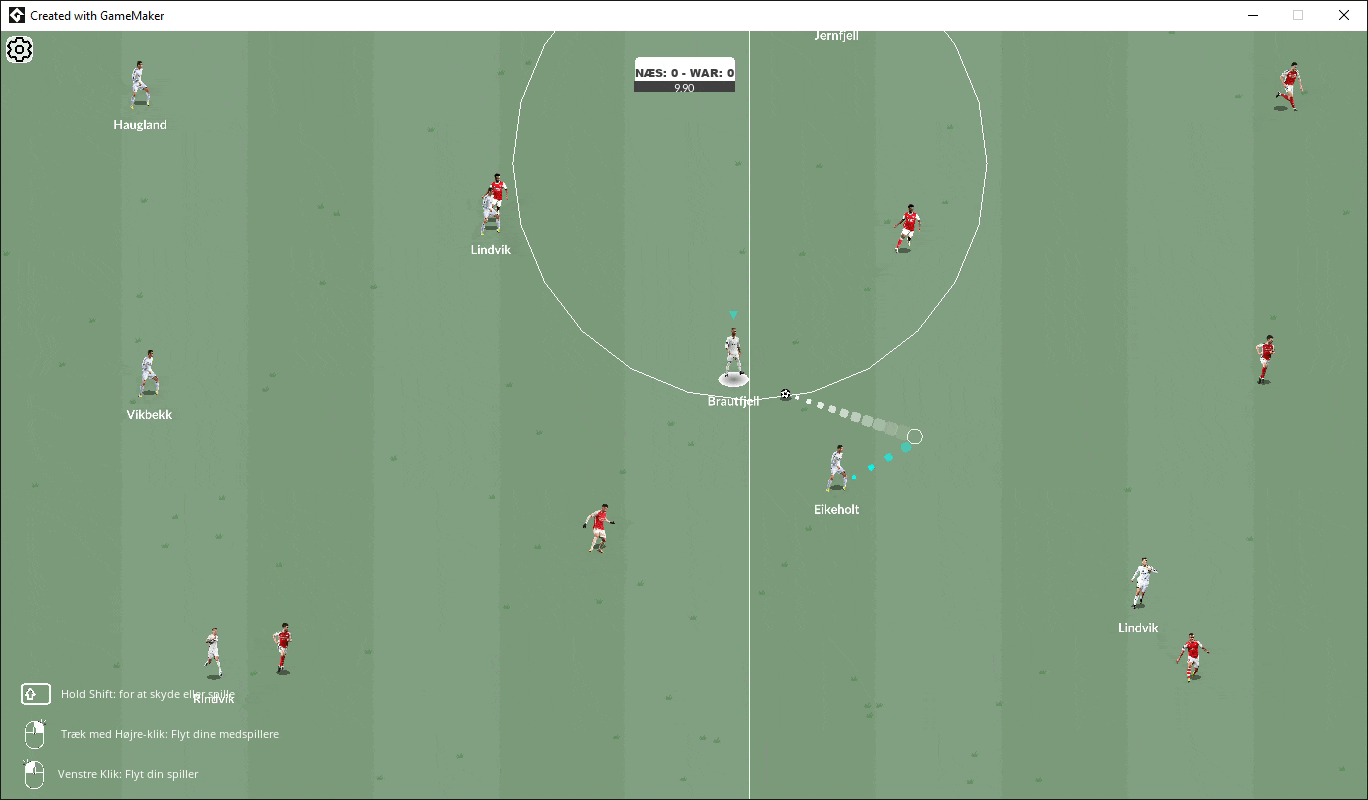 Created with GameMaker
Jernfjell
NÆS: 0 - WAR: 0
9.90
Haugland
Lindvik
Brautfjell
Vikbekk
Eikeholt
Lindvik
Hold Shift: for at skyde eller spille
Rindvik
Træk med Højre-klik: Flyt dine medspillere
Venstre Klik: Flyt din spiller